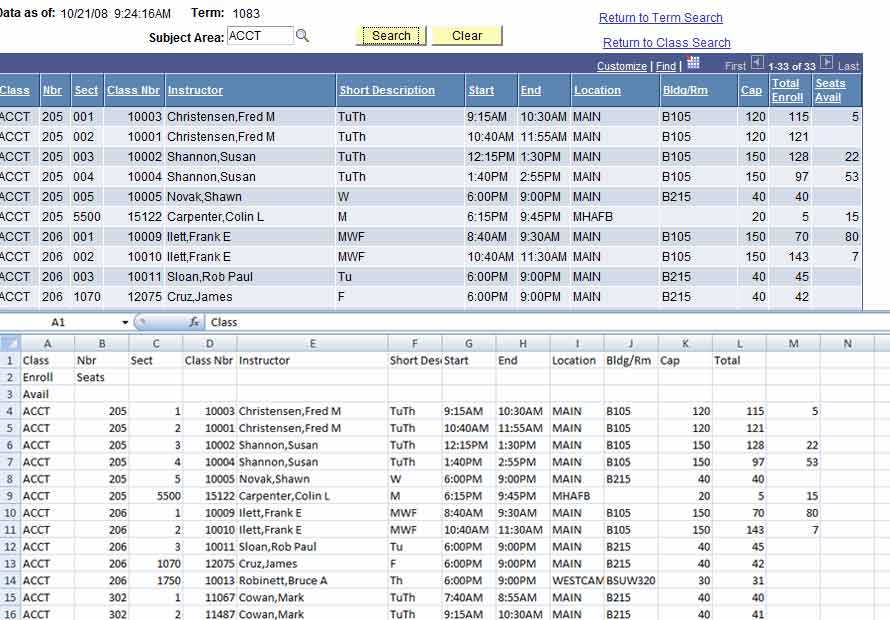 Data as of: 10/21/08 9:24:16AM Term: 1083 Return to Term Search
Subject Area: ACCT Search Clear Return to Class Search
Customize | Find | First 1-33 of 33 Last
Class Nbr Sect Class Nbr Instructor Short Description Start End Location Bldg/Rm Cap Total Enroll Seats Avail
ACCT 205 001 10003 Christensen,Fred M TuTh 9:15AM 10:30AM MAIN B105 120 115 5
ACCT 205 002 10001 Christensen,Fred M TuTh 10:40AM 11:55AM MAIN B105 120 121
ACCT 205 003 10002 Shannon,Susan TuTh 12:15PM 1:30PM MAIN B105 150 128 22
ACCT 205 004 10004 Shannon,Susan TuTh 1:40PM 2:55PM MAIN B105 150 97 53
ACCT 205 005 10005 Novak,Shawn W 6:00PM 9:00PM MAIN B215 40 40
ACCT 205 5500 15122 Carpenter,Colin L M 6:15PM 9:45PM MHAFB 20 5 15
ACCT 206 001 10009 Ilett,Frank E MWF 8:40AM 9:30AM MAIN B105 150 70 80
ACCT 206 002 10010 Ilett,Frank E MWF 10:40AM 11:30AM MAIN B105 150 143 7
ACCT 206 003 10011 Sloan,Rob Paul Tu 6:00PM 9:00PM MAIN B215 40 45
ACCT 206 1070 12075 Cruz,James F 6:00PM 9:00PM MAIN B215 40 42
A1 fx Class
A B C D E F G H I J K L M N
1 Class Nbr Sect Class Nbr Instructor Short Des Start End Location Bldg/Rm Cap Total
2 Enroll Seats
3 Avail
4 ACCT 205 1 10003 Christensen,Fred M TuTh 9:15AM 10:30AM MAIN B105 120 115 5
5 ACCT 205 2 10001 Christensen,Fred M TuTh 10:40AM 11:55AM MAIN B105 120 121
6 ACCT 205 3 10002 Shannon,Susan TuTh 12:15PM 1:30PM MAIN B105 150 128 22
7 ACCT 205 4 10004 Shannon,Susan TuTh 1:40PM 2:55PM MAIN B105 150 97 53
8 ACCT 205 5 10005 Novak,Shawn W 6:00PM 9:00PM MAIN B215 40 40
9 ACCT 205 5500 15122 Carpenter,Colin L M 6:15PM 9:45PM MHAFB 20 5 15
10 ACCT 206 1 10009 Ilett,Frank E MWF 8:40AM 9:30AM MAIN B105 150 70 80
11 ACCT 206 2 10010 Ilett,Frank E MWF 10:40AM 11:30AM MAIN B105 150 143 7
12 ACCT 206 3 10011 Sloan,Rob Paul Tu 6:00PM 9:00PM MAIN B215 40 45
13 ACCT 206 1070 12075 Cruz,James F 6:00PM 9:00PM MAIN B215 40 42
14 ACCT 206 1750 10013 Robinett,Bruce A Th 6:00PM 9:00PM WESTCAM BSUW320 30 31
15 ACCT 302 1 11067 Cowan,Mark TuTh 7:40AM 8:55AM MAIN B215 40 40
16 ACCT 302 2 11487 Cowan,Mark TuTh 9:15AM 10:30AM MAIN B215 40 41